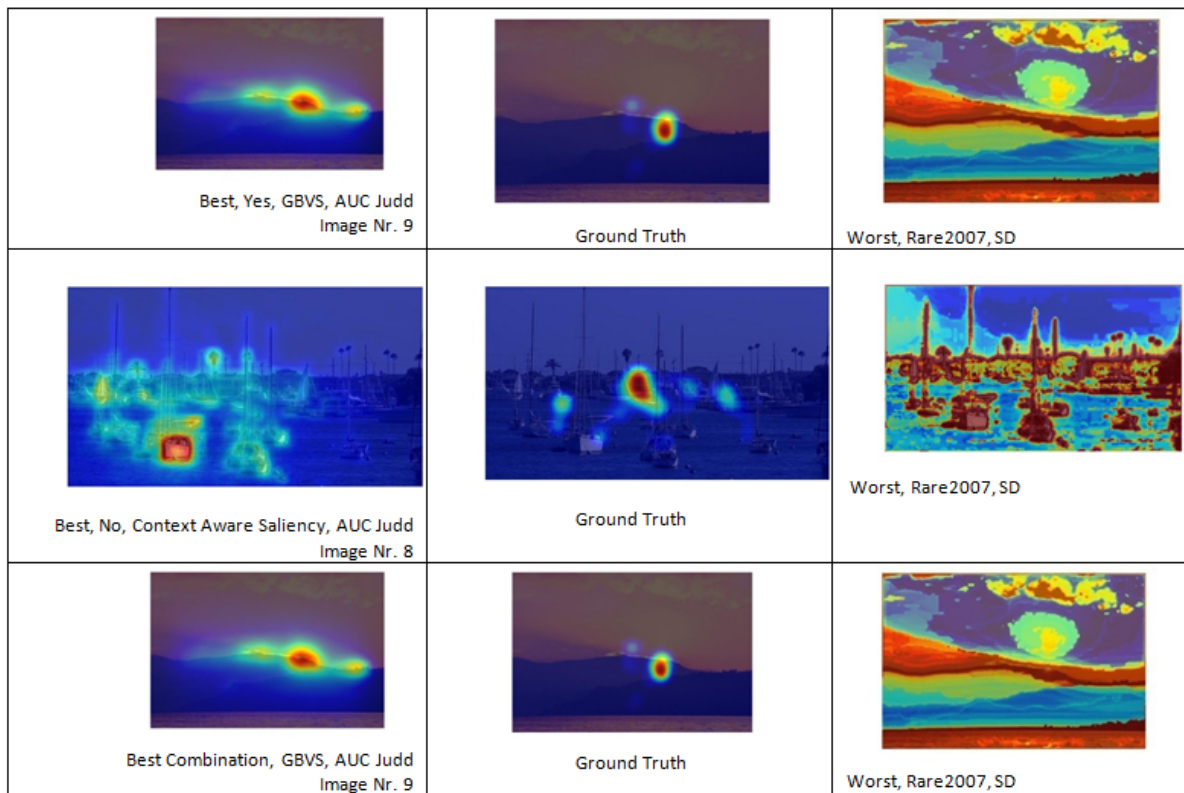 Best, Yes, GBVS, AUC Judd
Image Nr. 9
Ground Truth
Worst, Rare2007, SD
Best, No, Context Aware Saliency, AUC Judd
Image Nr. 8
Ground Truth
Worst, Rare2007, SD
Best Combination, GBVS, AUC Judd
Image Nr. 9
Ground Truth
Worst, Rare2007, SD